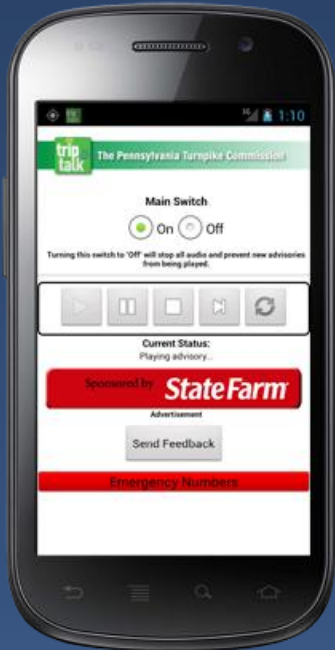 3G 1:10
trip talk The Pennsylvania Turnpike Commission
Main Switch
On Off
Turning this switch to 'Off' will stop all audio and prevent new advisories
from being played.
Current Status:
Playing advisory...
Sponsored by State Farm
Advertisement
Send Feedback
Emergency Numbers